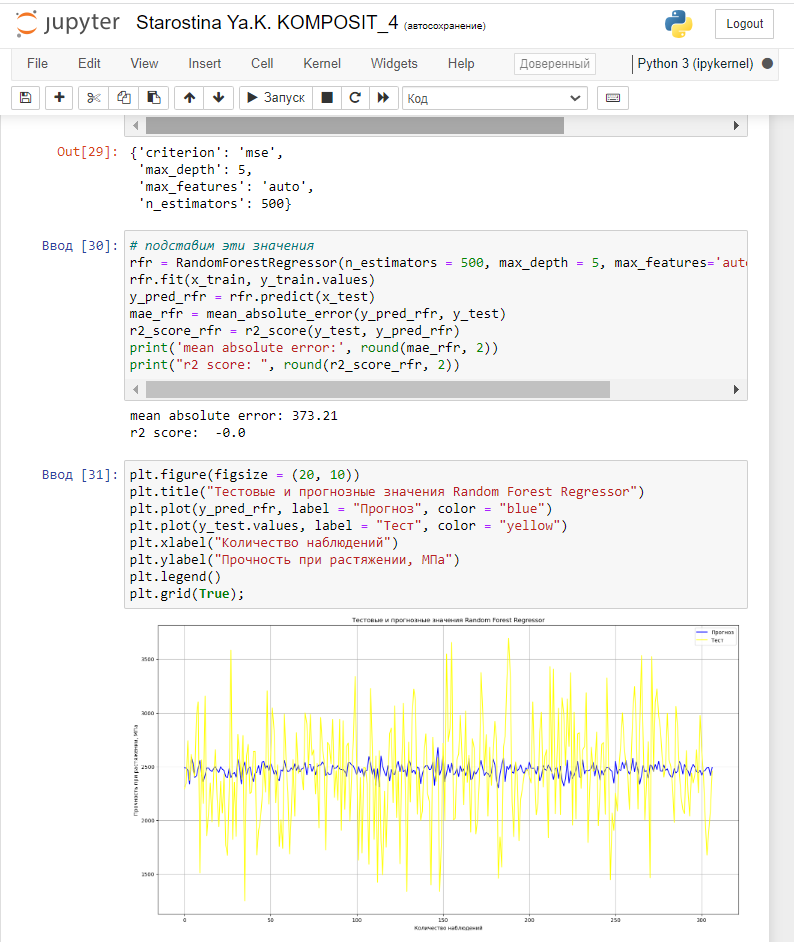 jupyter Starostina Ya.K. KOMPOSIT_4 (автосохранение) Logout
File Edit View Insert Cell Kernel Widgets Help Доверенный Python 3 (ipykernel)
Запуск Код
Out[29]: {'criterion': 'mse',
'max_depth': 5,
'max_features': 'auto',
'n_estimators': 500}
Ввод [30]: # подставим эти значения
rfr = RandomForestRegressor(n_estimators = 500, max_depth = 5, max_features='auto
rfr.fit(x_train, y_train.values)
y_pred_rfr = rfr.predict(x_test)
mae_rfr = mean_absolute_error(y_pred_rfr, y_test)
r2_score_rfr = r2_score(y_test, y_pred_rfr)
print('mean absolute error:', round(mae_rfr, 2))
print("r2 score: ", round(r2_score_rfr, 2))
mean absolute error: 373.21
r2 score:  -0.0
Ввод [31]: plt.figure(figsize = (20, 10))
plt.title("Тестовые и прогнозные значения Random Forest Regressor")
plt.plot(y_pred_rfr, label = "Прогноз", color = "blue")
plt.plot(y_test.values, label = "Тест", color = "yellow")
plt.xlabel("Количество наблюдений")
plt.ylabel("Прочность при растяжении, МПа")
plt.legend()
plt.grid(True);
Тестовые и прогнозные значения Random Forest Regressor
Прогноз
Тест
3500
3000
2500
2000
1500
Прочность при растяжении, МПа
0 50 100 150 200 250 300
Количество наблюдений